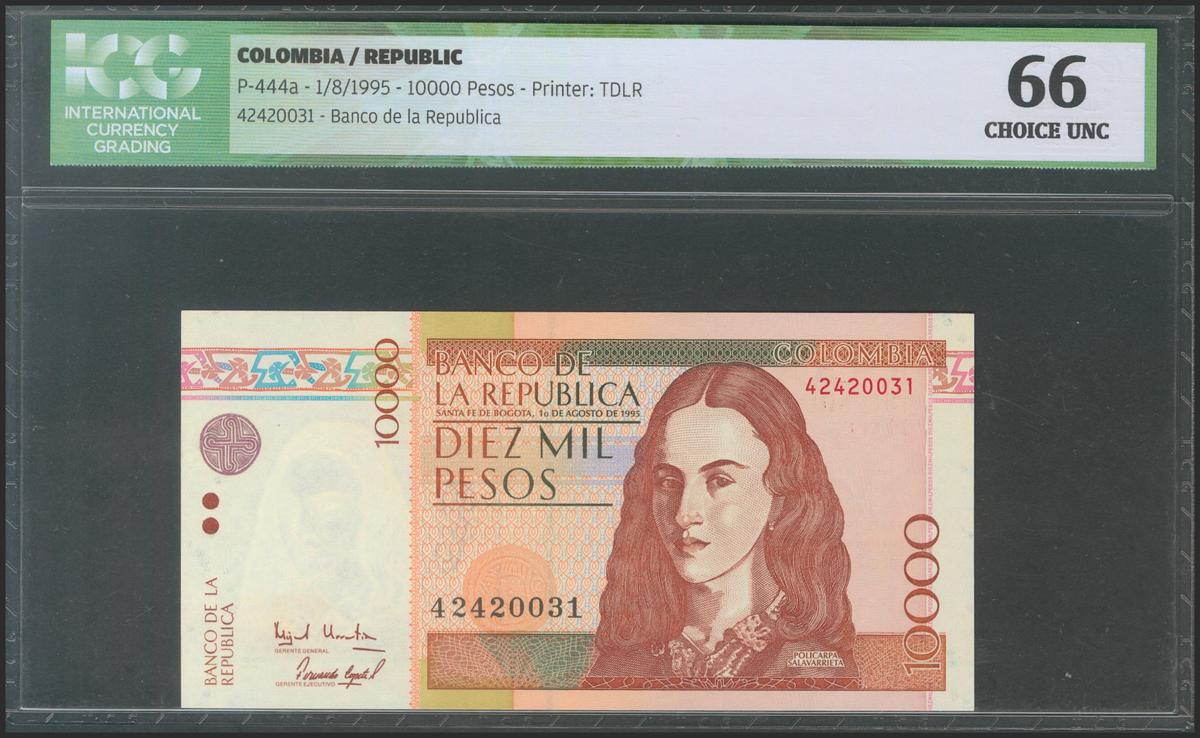 ICG
INTERNATIONAL
CURRENCY
GRADING
COLOMBIA / REPUBLIC
P-444a - 1/8/1995 - 10000 Pesos - Printer: TDLR
42420031 - Banco de la Republica
66
CHOICE UNC
10000
BANCO DE
LA REPUBLICA
SANTA FE DE BOGOTA, 1o DE AGOSTO DE 1995
DIEZ MIL
PESOS
COLOMBIA
42420031
42420031
BANCO DE LA
REPUBLICA
GERENTE GENERAL
GERENTE EJECUTIVO
POLICARPA
SALAVARRIETA
10000